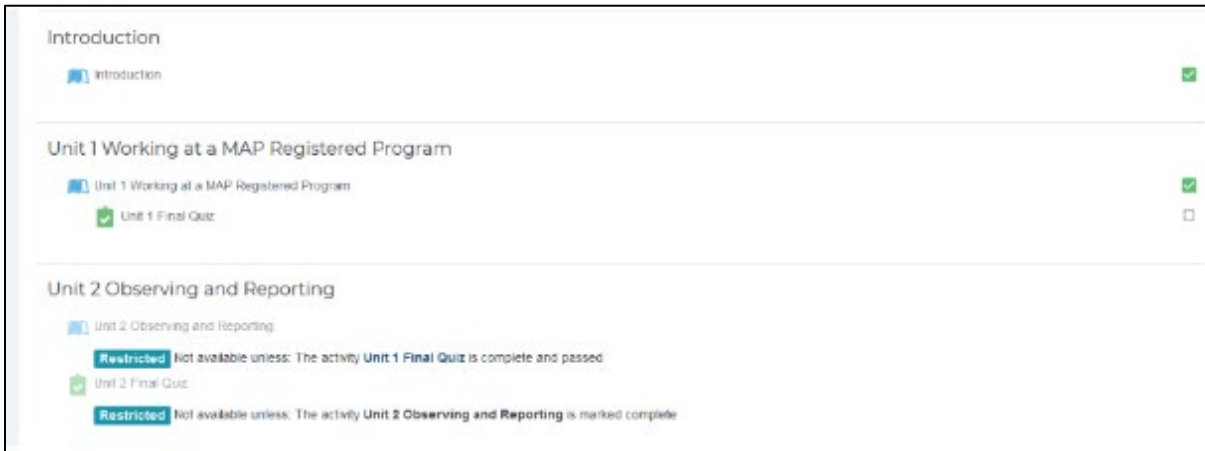 Introduction
Introduction
Unit 1 Working at a MAP Registered Program
Unit 1 Working at a MAP Registered Program
Unit 1 Final Quiz
Unit 2 Observing and Reporting
Unit 2 Observing and Reporting
Restricted Not available unless: The activity Unit 1 Final Quiz is complete and passed
Unit 2 Final Quiz
Restricted Not available unless: The activity Unit 2 Observing and Reporting is marked complete